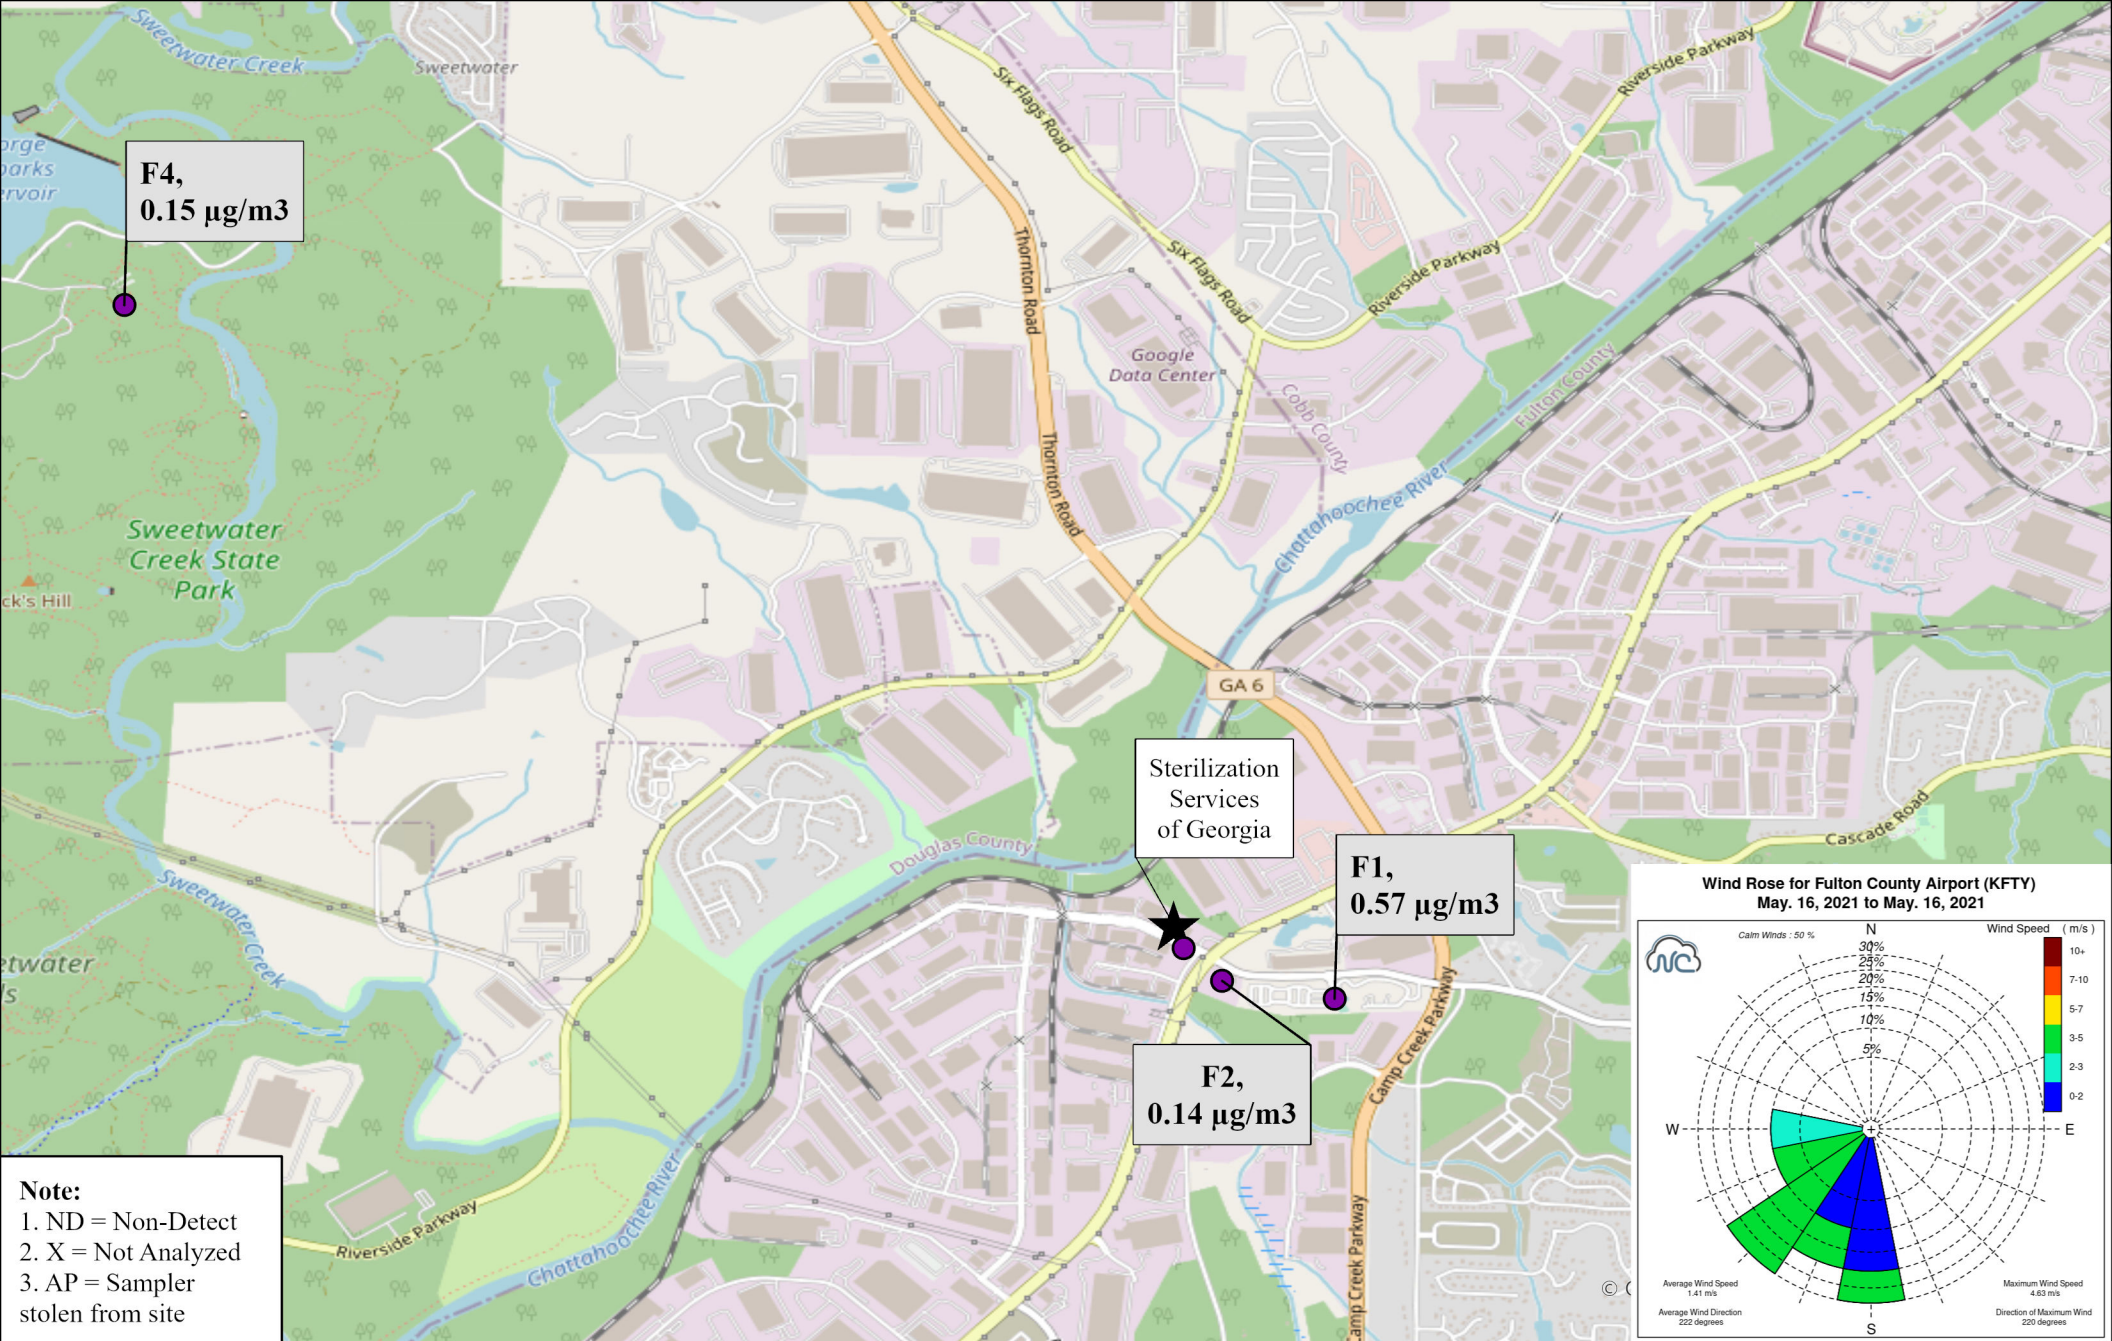 Sweetwater Creek
Sweetwater
Six Flags Road
Riverside Parkway
F4,
0.15 µg/m3
Thornton Road
Six Flags Road
Riverside Parkway
Google
Data Center
Cobb County
Fulton County
Thornton Road
Chattahoochee River
Sweetwater
Creek State
Park
ck's Hill
GA 6
Sterilization
Services
of Georgia
Douglas County
Cascade Road
F1,
0.57 µg/m3
Sweetwater Creek
etwater
ls
Camp Creek Parkway
F2,
0.14 µg/m3
Riverside Parkway
Chattahoochee River
Camp Creek Parkway
©
Note:
1. ND = Non-Detect
2. X = Not Analyzed
3. AP = Sampler
stolen from site
Wind Rose for Fulton County Airport (KFTY)
May. 16, 2021 to May. 16, 2021
Calm Winds : 50 %
N
Wind Speed ( m/s )
30%
25%
20%
15%
10%
5%
10+
7-10
5-7
3-5
2-3
0-2
NC
W
E
S
Average Wind Speed
1.41 m/s
Average Wind Direction
222 degrees
Maximum Wind Speed
4.63 m/s
Direction of Maximum Wind
220 degrees